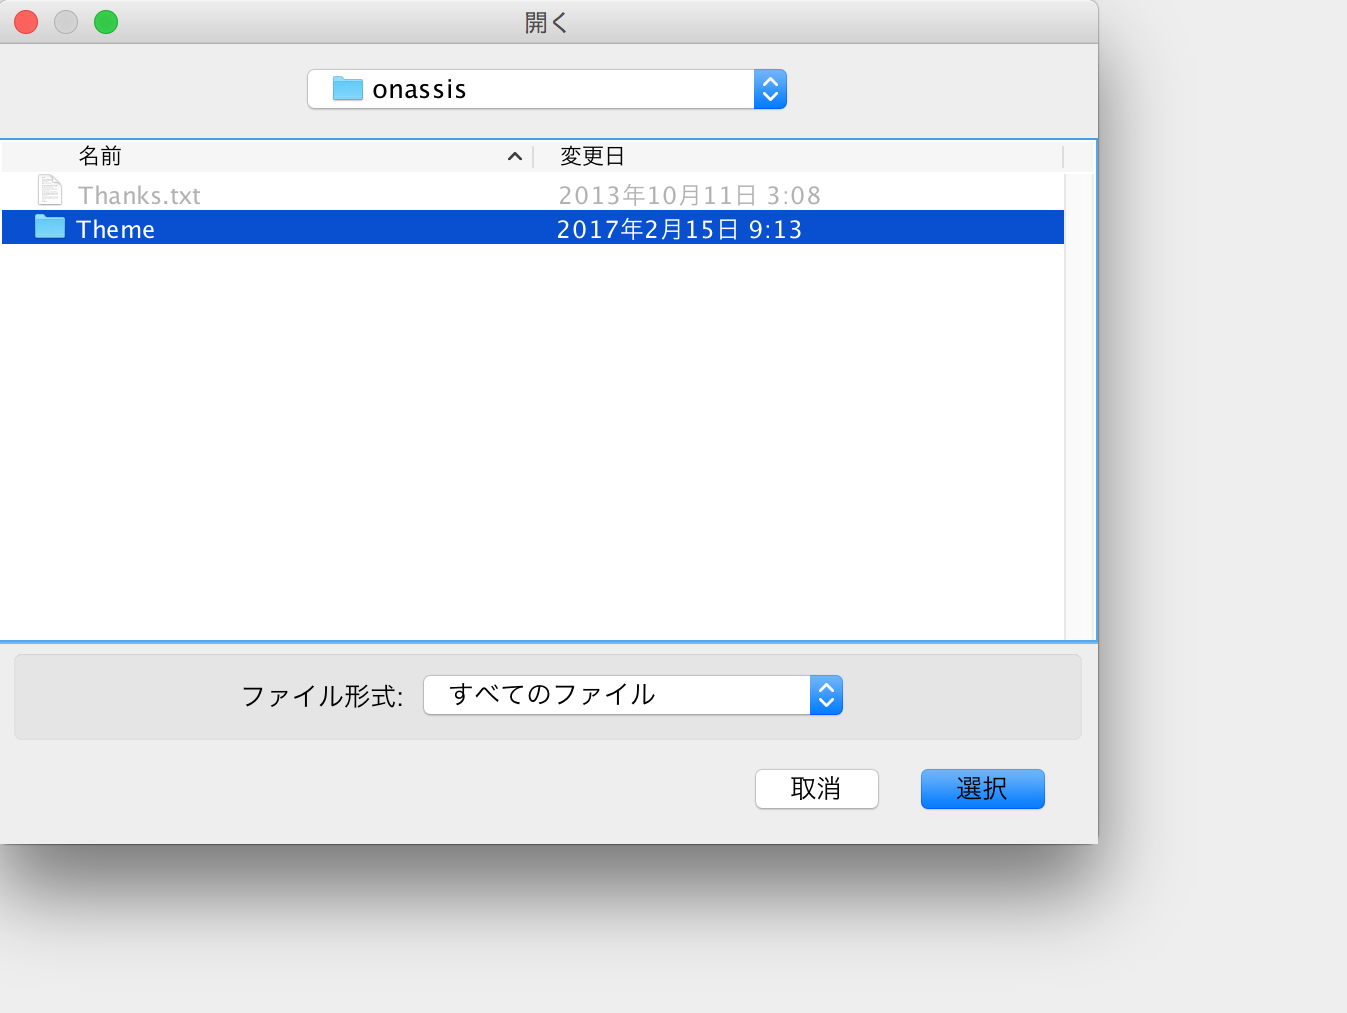 開く
onassis
名前 変更日
Thanks.txt 2013年10月11日 3:08
Theme 2017年2月15日 9:13
ファイル形式: すべてのファイル
取消 選択